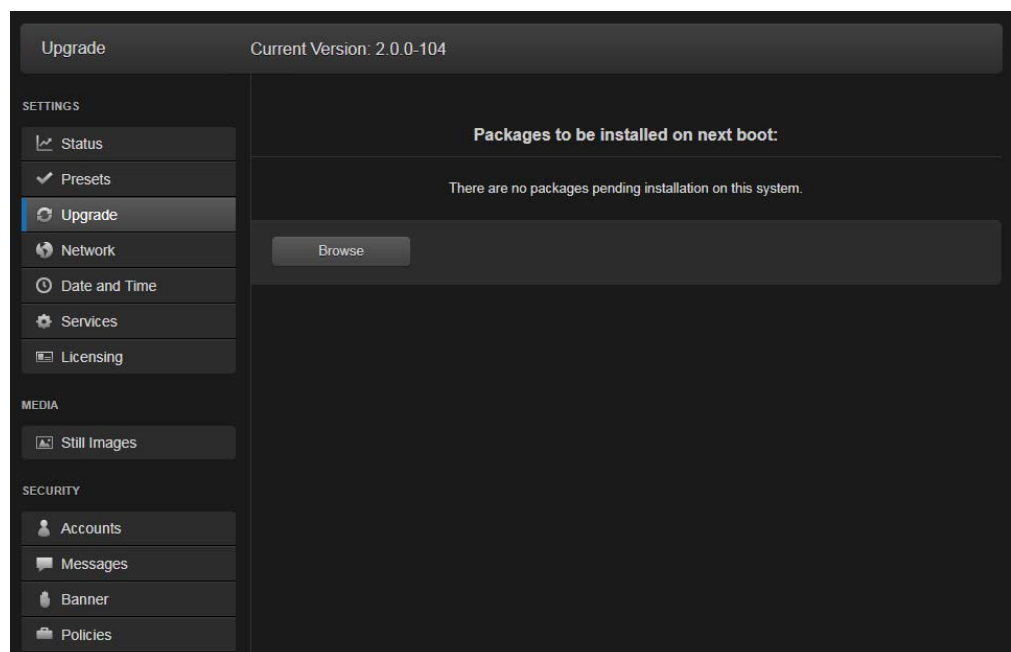 Upgrade
Current Version: 2.0.0-104
SETTINGS
Status
Presets
Upgrade
Network
Date and Time
Services
Licensing
MEDIA
Still Images
SECURITY
Accounts
Messages
Banner
Policies
Packages to be installed on next boot:
There are no packages pending installation on this system.
Browse